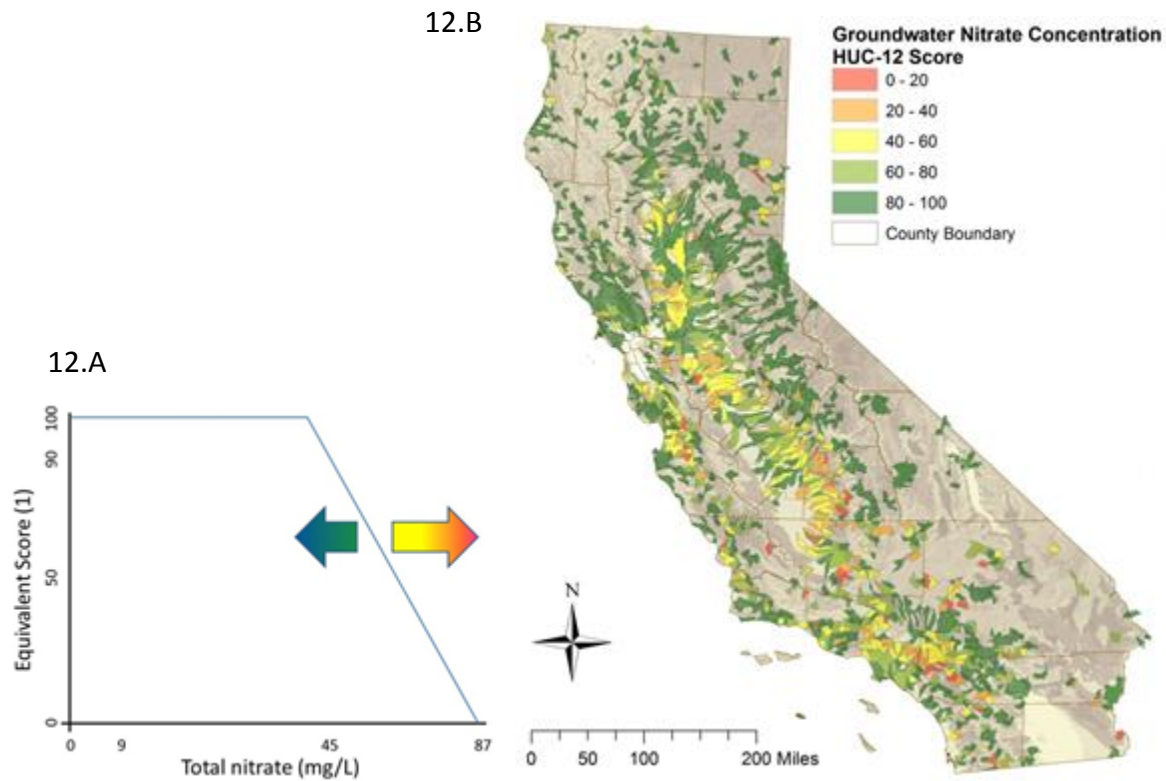 12.B
Groundwater Nitrate Concentration
HUC-12 Score
0 - 20
20 - 40
40 - 60
60 - 80
80 - 100
County Boundary
12.A
100
90
50
0
Equivalent Score (1)
0 9 45 87
Total nitrate (mg/L)
N
0 50 100 200 Miles